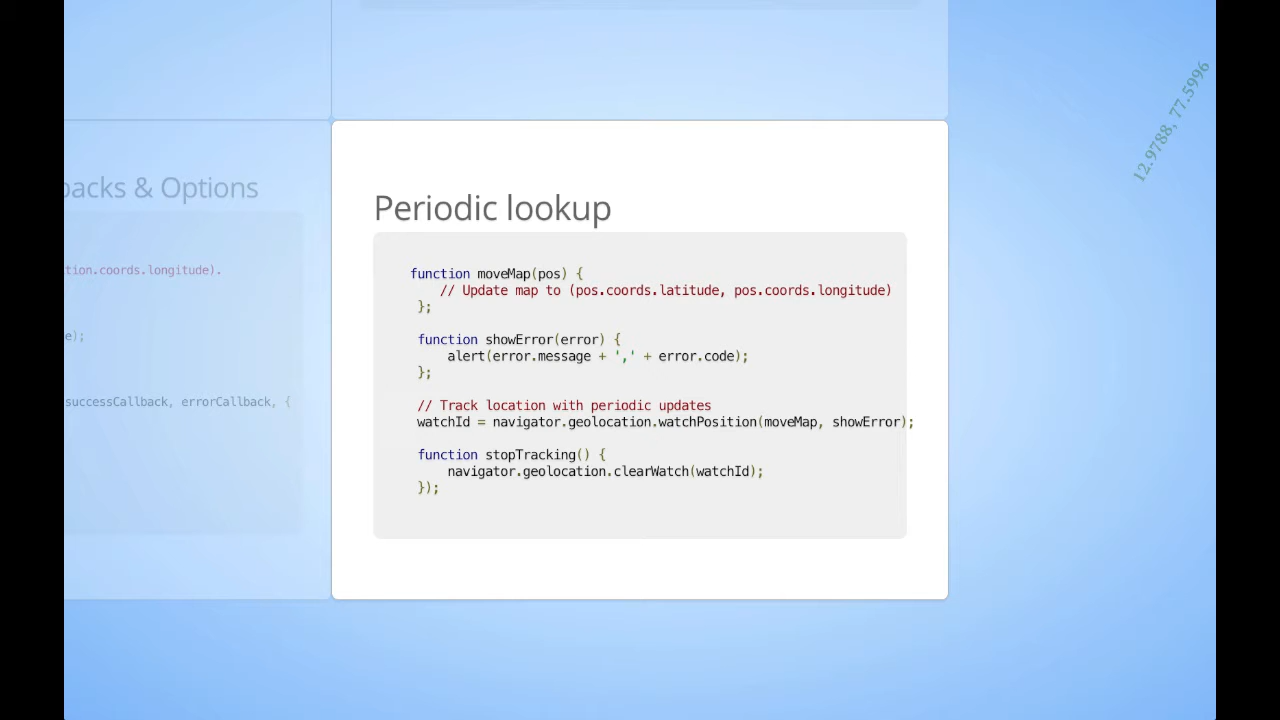 packs & Options
tion.coords.longitude).
e);
successCallback, errorCallback, {
Periodic lookup
function moveMap(pos) {
// Update map to (pos.coords.latitude, pos.coords.longitude)
};
function showError(error) {
alert(error.message + ',' + error.code);
};
// Track location with periodic updates
watchId = navigator.geolocation.watchPosition(moveMap, showError);
function stopTracking() {
navigator.geolocation.clearWatch(watchId);
});
12.9788, 77.5996